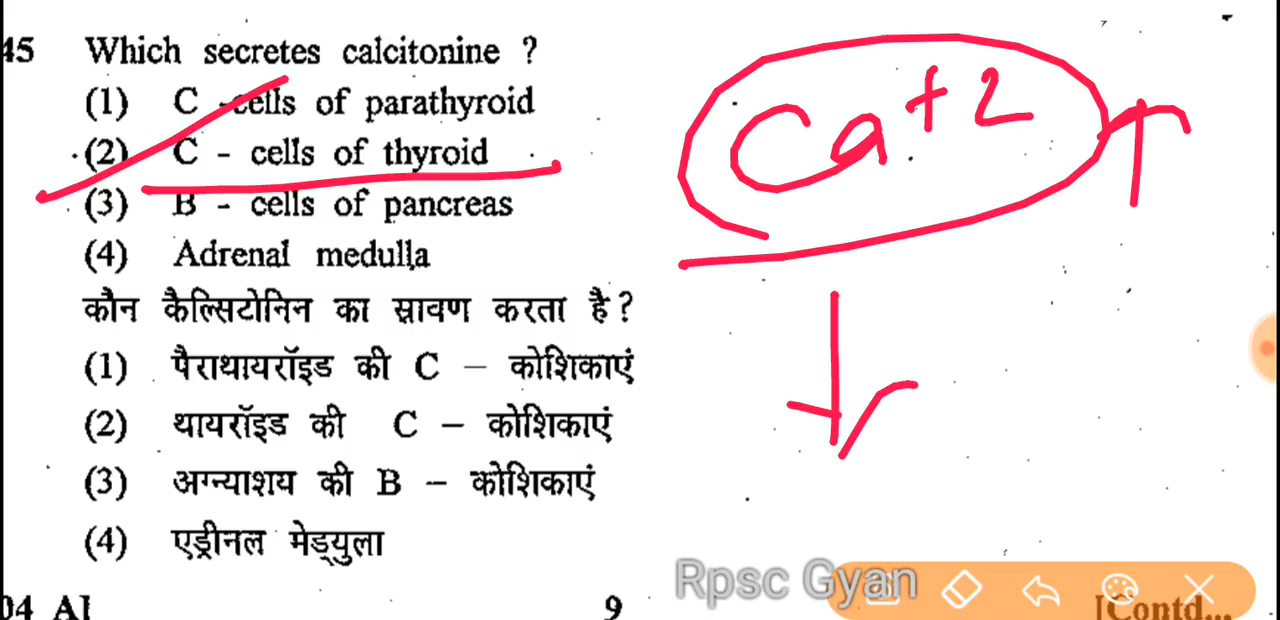 45 Which secretes calcitonine ?
(1) C - cells of parathyroid
(2) C - cells of thyroid
(3) B - cells of pancreas
(4) Adrenal medulla
Ca+2
कौन कैल्सिटोनिन का स्रावण करता है ?
(1) पैराथायरॉइड की C – कोशिकाएं
(2) थायरॉइड की C – कोशिकाएं
(3) अग्न्याशय की B – कोशिकाएं
(4) एड्रीनल मेड्युला
Rpsc Gyan
04 A] 9 [Contd...